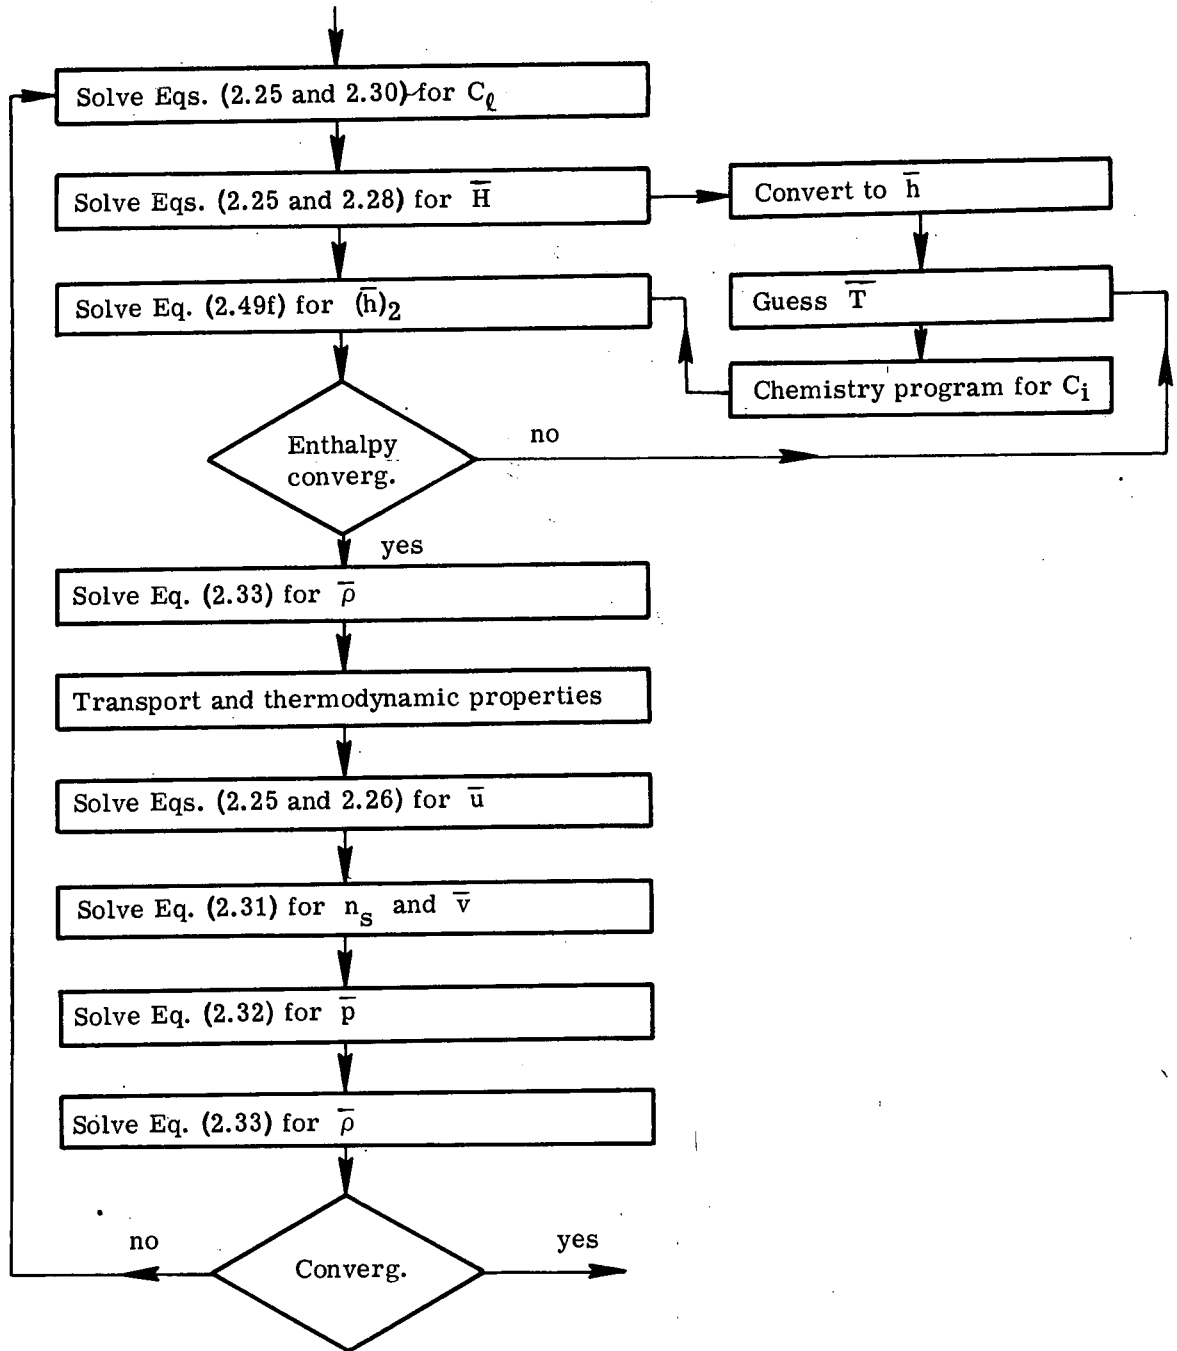 Solve Eqs. (2.25 and 2.30) for C_ℓ
Solve Eqs. (2.25 and 2.28) for H̅
Convert to h̅
Solve Eq. (2.49f) for (h̅)₂
Guess T̅
Chemistry program for Cᵢ
Enthalpy
converg.
no
yes
Solve Eq. (2.33) for ρ̅
Transport and thermodynamic properties
Solve Eqs. (2.25 and 2.26) for u̅
Solve Eq. (2.31) for nₛ and v̅
Solve Eq. (2.32) for p̅
Solve Eq. (2.33) for ρ̅
no
Converg.
yes